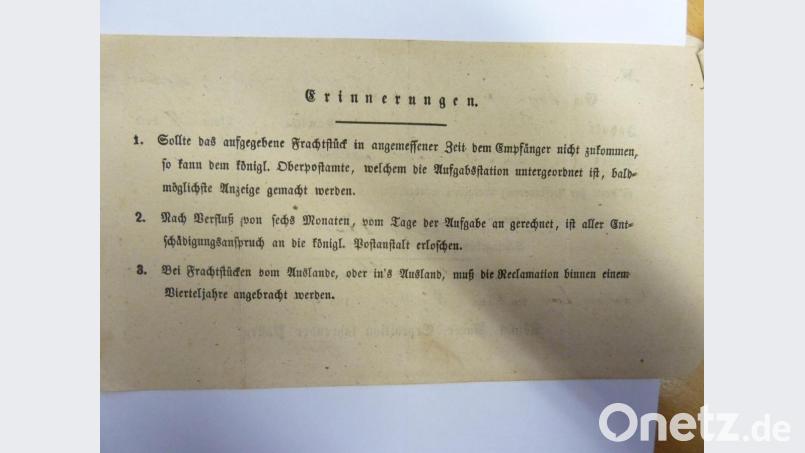 Erinnerungen.
1. Sollte das aufgegebene Frachtstück in angemessener Zeit dem Empfänger nicht zukommen,
so kann dem königl. Oberpostamte, welchem die Aufgabsstation untergeordnet ist, bald-
möglichste Anzeige gemacht werden.
2. Nach Verfluß von sechs Monaten, vom Tage der Aufgabe an gerechnet, ist aller Ent-
schädigungsanspruch an die königl. Postanstalt erloschen.
3. Bei Frachtstücken vom Auslande, oder in's Ausland, muß die Reclamation binnen einem
Vierteljahre angebracht werden.
Onetz.de